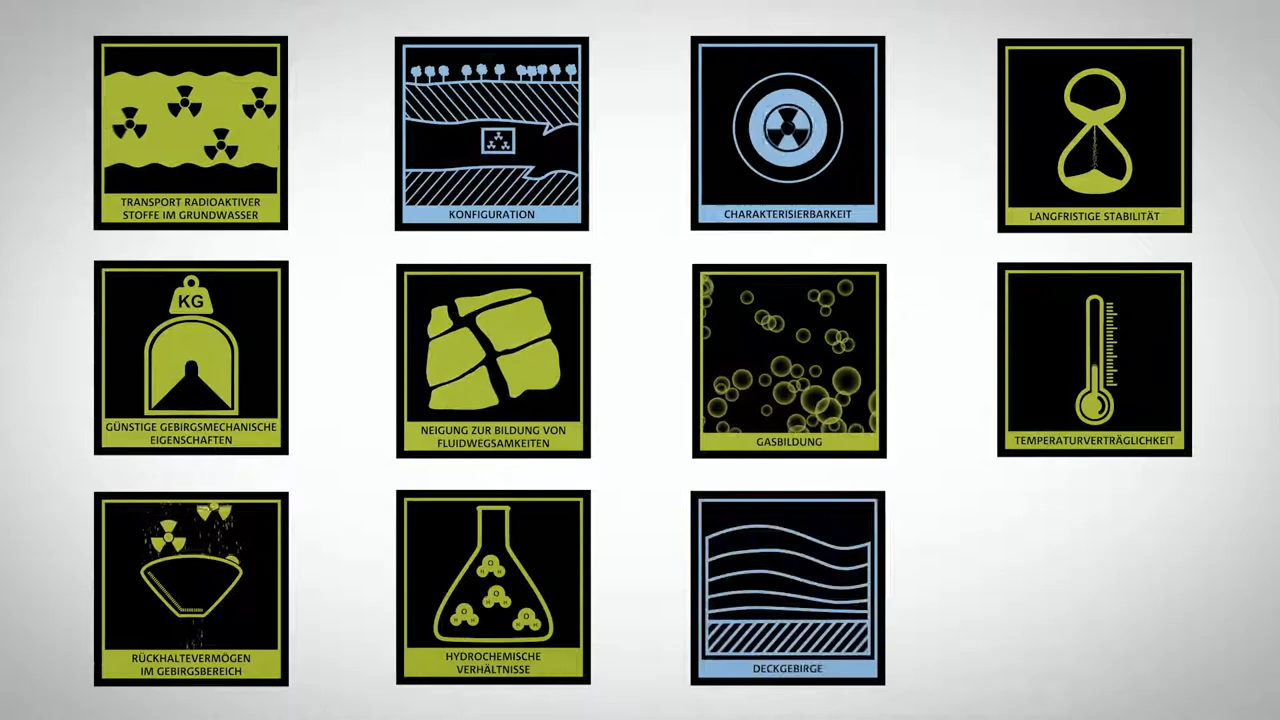 TRANSPORT RADIOAKTIVER
STOFFE IM GRUNDWASSER
KONFIGURATION
CHARAKTERISIERBARKEIT
LANGFRISTIGE STABILITÄT
KG
GÜNSTIGE GEBIRGSMECHANISCHE
EIGENSCHAFTEN
NEIGUNG ZUR BILDUNG VON
FLUIDWEGSAMKEITEN
GASBILDUNG
TEMPERATURVERTRÄGLICHKEIT
RÜCKHALTEVERMÖGEN
IM GEBIRGSBEREICH
O
H H
O
H H
O
H H
O
H H
HYDROCHEMISCHE
VERHÄLTNISSE
DECKGEBIRGE